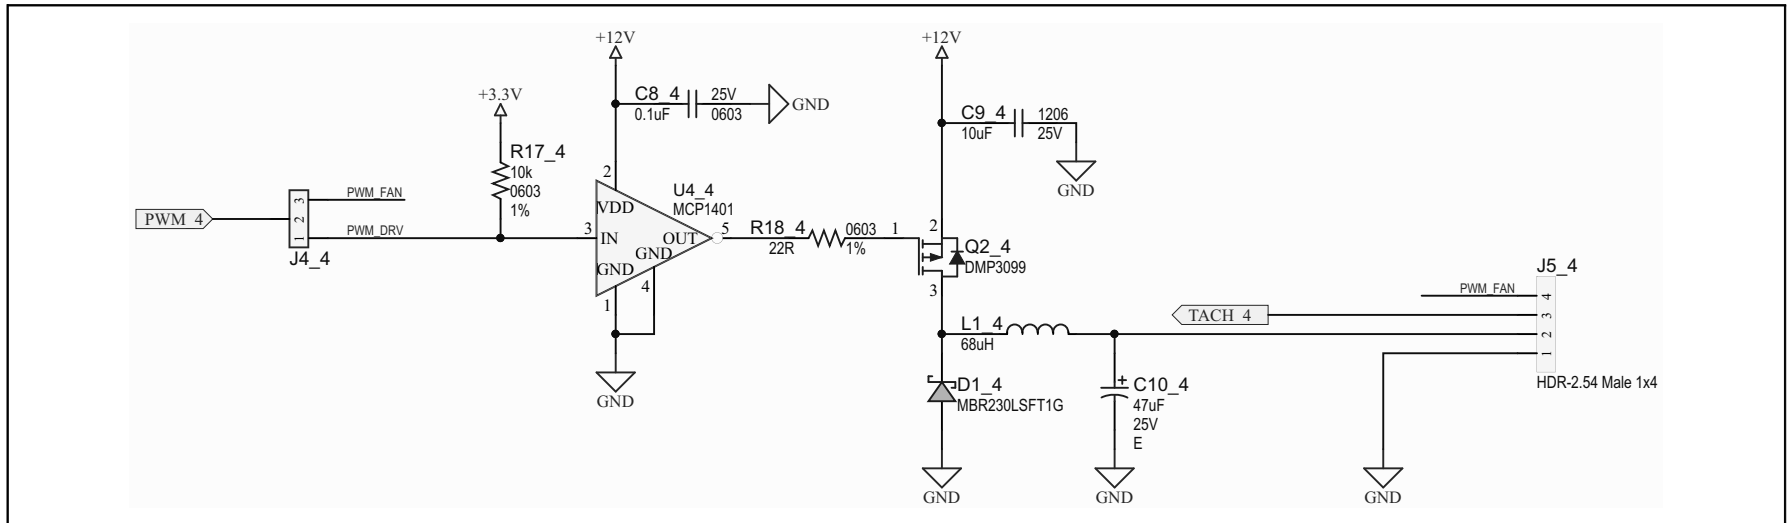 +12V
+12V
+3.3V
C8_4
0.1uF
25V
0603
GND
C9_4
10uF
1206
25V
GND
R17_4
10k
0603
1%
PWM 4
3
2
1
PWM_FAN
PWM_DRV
J4_4
2
VDD
3
IN
OUT
5
GND
GND
4
1
U4_4
MCP1401
GND
R18_4
22R
0603
1%
1
2
3
Q2_4
DMP3099
L1_4
68uH
D1_4
MBR230LSFT1G
GND
+
C10_4
47uF
25V
E
GND
TACH 4
PWM_FAN
J5_4
4
3
2
1
HDR-2.54 Male 1x4
GND